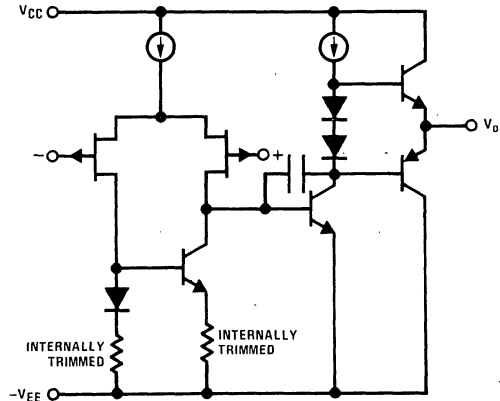 VCC
−
+
Vo
INTERNALLY
TRIMMED
INTERNALLY
TRIMMED
-VEE